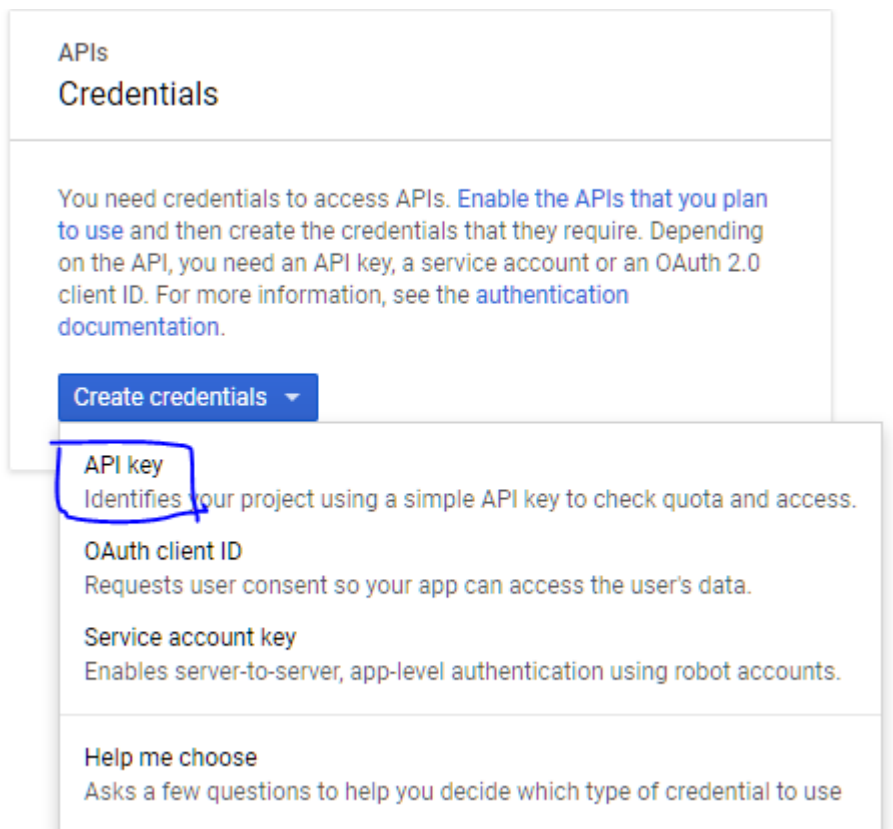 APIs
Credentials
You need credentials to access APIs. Enable the APIs that you plan
to use and then create the credentials that they require. Depending
on the API, you need an API key, a service account or an OAuth 2.0
client ID. For more information, see the authentication
documentation.
Create credentials
API key
Identifies your project using a simple API key to check quota and access.
OAuth client ID
Requests user consent so your app can access the user's data.
Service account key
Enables server-to-server, app-level authentication using robot accounts.
Help me choose
Asks a few questions to help you decide which type of credential to use